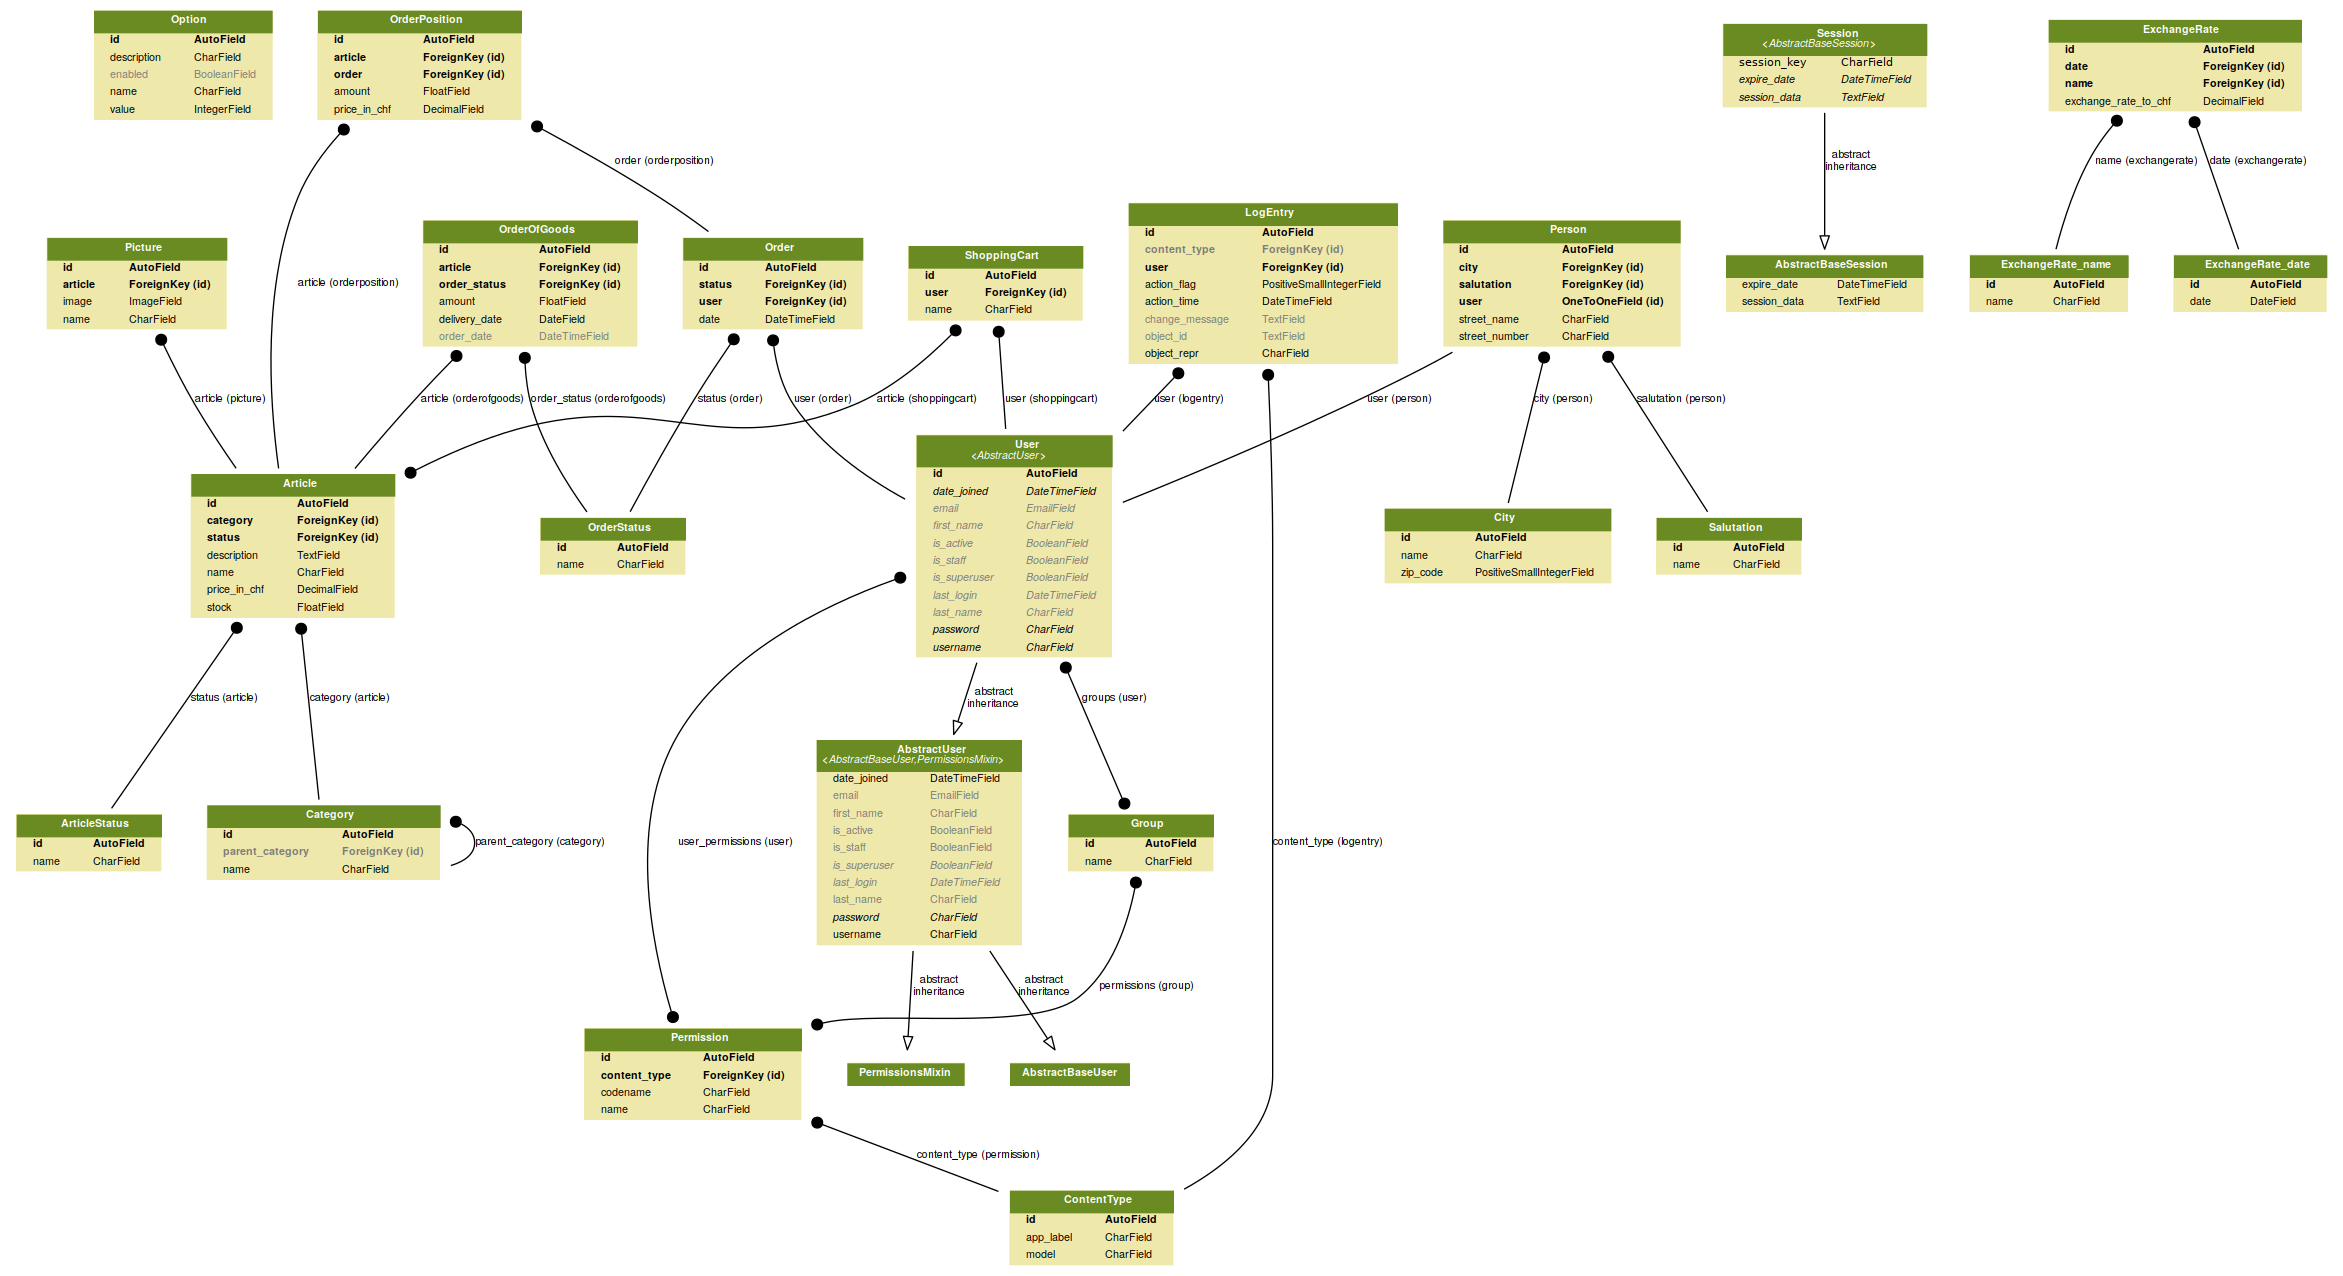 Option
id AutoField
description CharField
enabled BooleanField
name CharField
value IntegerField
OrderPosition
id AutoField
article ForeignKey (id)
order ForeignKey (id)
amount FloatField
price_in_chf DecimalField
Session
<AbstractBaseSession>
session_key CharField
expire_date DateTimeField
session_data TextField
ExchangeRate
id AutoField
date ForeignKey (id)
name ForeignKey (id)
exchange_rate_to_chf DecimalField
order (orderposition)
abstract
inheritance
name (exchangerate)
date (exchangerate)
Picture
id AutoField
article ForeignKey (id)
image ImageField
name CharField
article (orderposition)
OrderOfGoods
id AutoField
article ForeignKey (id)
order_status ForeignKey (id)
amount FloatField
delivery_date DateField
order_date DateTimeField
Order
id AutoField
status ForeignKey (id)
user ForeignKey (id)
date DateTimeField
ShoppingCart
id AutoField
user ForeignKey (id)
name CharField
LogEntry
id AutoField
content_type ForeignKey (id)
user ForeignKey (id)
action_flag PositiveSmallIntegerField
action_time DateTimeField
change_message TextField
object_id TextField
object_repr CharField
Person
id AutoField
city ForeignKey (id)
salutation ForeignKey (id)
user OneToOneField (id)
street_name CharField
street_number CharField
AbstractBaseSession
expire_date DateTimeField
session_data TextField
ExchangeRate_name
id AutoField
name CharField
ExchangeRate_date
id AutoField
date DateField
article (picture)
article (orderofgoods)
order_status (orderofgoods)
status (order)
user (order)
article (shoppingcart)
user (shoppingcart)
user (logentry)
user (person)
city (person)
salutation (person)
Article
id AutoField
category ForeignKey (id)
status ForeignKey (id)
description TextField
name CharField
price_in_chf DecimalField
stock FloatField
OrderStatus
id AutoField
name CharField
User
<AbstractUser>
id AutoField
date_joined DateTimeField
email EmailField
first_name CharField
is_active BooleanField
is_staff BooleanField
is_superuser BooleanField
last_login DateTimeField
last_name CharField
password CharField
username CharField
City
id AutoField
name CharField
zip_code PositiveSmallIntegerField
Salutation
id AutoField
name CharField
status (article)
category (article)
abstract
inheritance
groups (user)
ArticleStatus
id AutoField
name CharField
Category
id AutoField
parent_category ForeignKey (id)
name CharField
parent_category (category)
user_permissions (user)
AbstractUser
<AbstractBaseUser,PermissionsMixin>
date_joined DateTimeField
email EmailField
first_name CharField
is_active BooleanField
is_staff BooleanField
is_superuser BooleanField
last_login DateTimeField
last_name CharField
password CharField
username CharField
Group
id AutoField
name CharField
content_type (logentry)
abstract
inheritance
abstract
inheritance
permissions (group)
Permission
id AutoField
content_type ForeignKey (id)
codename CharField
name CharField
PermissionsMixin
AbstractBaseUser
content_type (permission)
ContentType
id AutoField
app_label CharField
model CharField